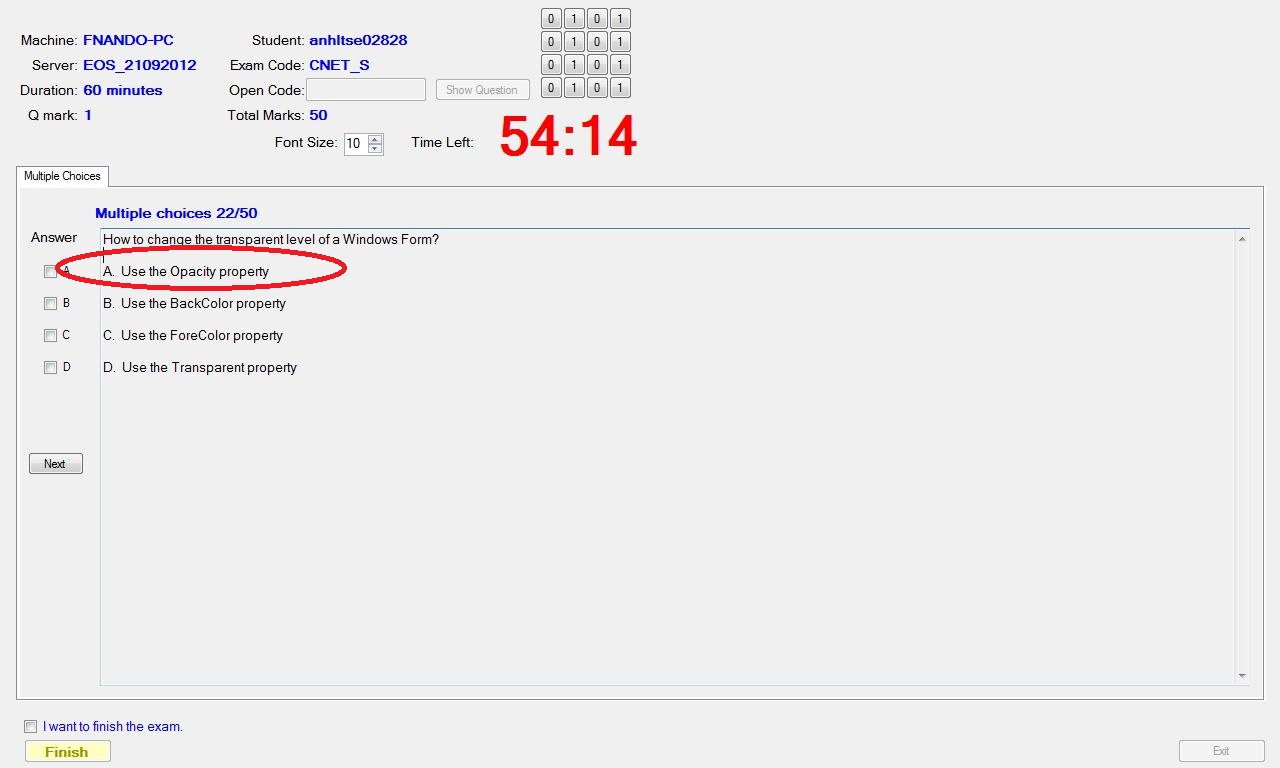 Machine: FNANDO-PC Student: anhltse02828
Server: EOS_21092012 Exam Code: CNET_S
Duration: 60 minutes Open Code: Show Question
Q mark: 1 Total Marks: 50
0 1 0 1
0 1 0 1
0 1 0 1
0 1 0 1
Font Size: 10 Time Left: 54:14
Multiple Choices
Multiple choices 22/50
Answer
How to change the transparent level of a Windows Form?
A A. Use the Opacity property
B B. Use the BackColor property
C C. Use the ForeColor property
D D. Use the Transparent property
Next
I want to finish the exam.
Finish Exit